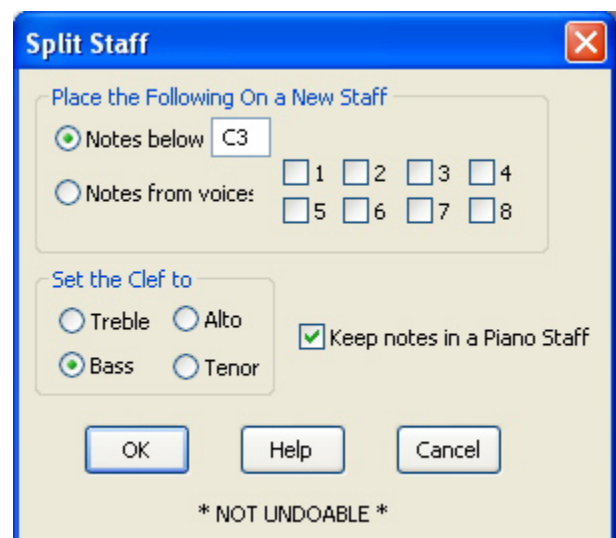 Split Staff
Place the Following On a New Staff
Notes below C3
Notes from voices
1 2 3 4
5 6 7 8
Set the Clef to
Treble Alto
Bass Tenor
Keep notes in a Piano Staff
OK Help Cancel
* NOT UNDOABLE *